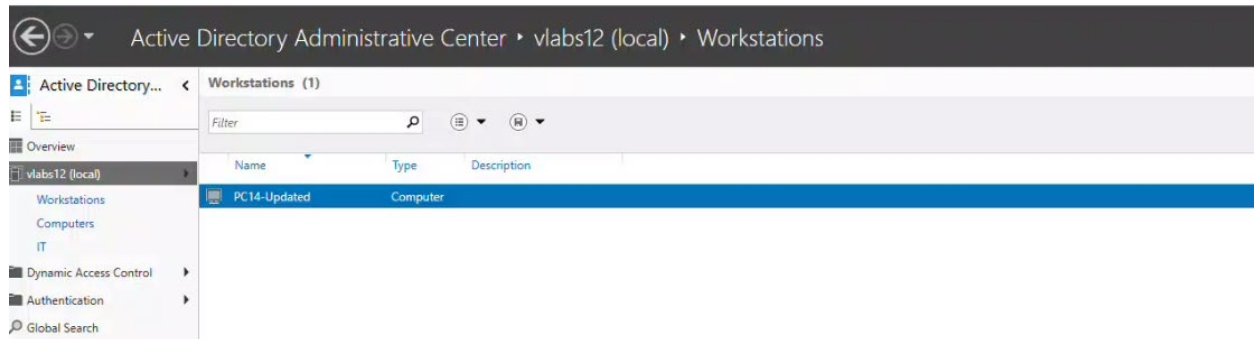 Active Directory Administrative Center • vlabs12 (local) • Workstations
Active Directory...
Workstations (1)
Filter
Overview
Name Type Description
vlabs12 (local)
PC14-Updated Computer
Workstations
Computers
IT
Dynamic Access Control
Authentication
Global Search